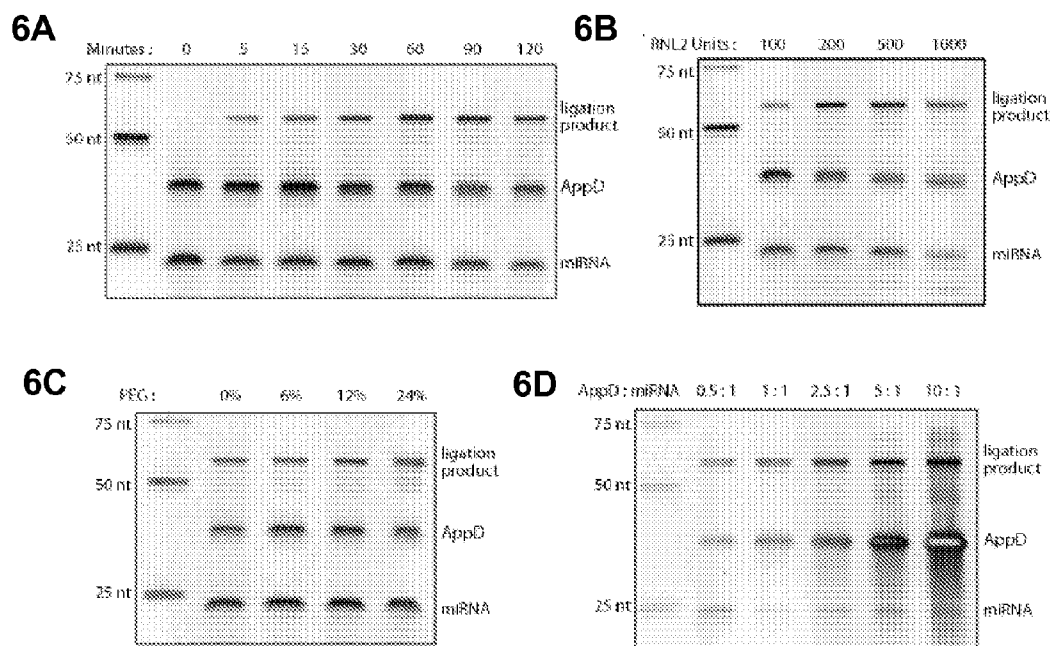 6A
Minutes : 0 5 15 30 60 90 120
75 nt
50 nt
25 nt
ligation
product
AppD
miRNA
6B
RNL2 Units : 100 200 500 1000
75 nt
50 nt
25 nt
ligation
product
AppD
miRNA
6C
PEG : 0% 6% 12% 24%
75 nt
50 nt
25 nt
ligation
product
AppD
miRNA
6D
AppD : miRNA 0.5 : 1 1 : 1 2.5 : 1 5 : 1 10 : 1
75 nt
50 nt
25 nt
ligation
product
AppD
miRNA